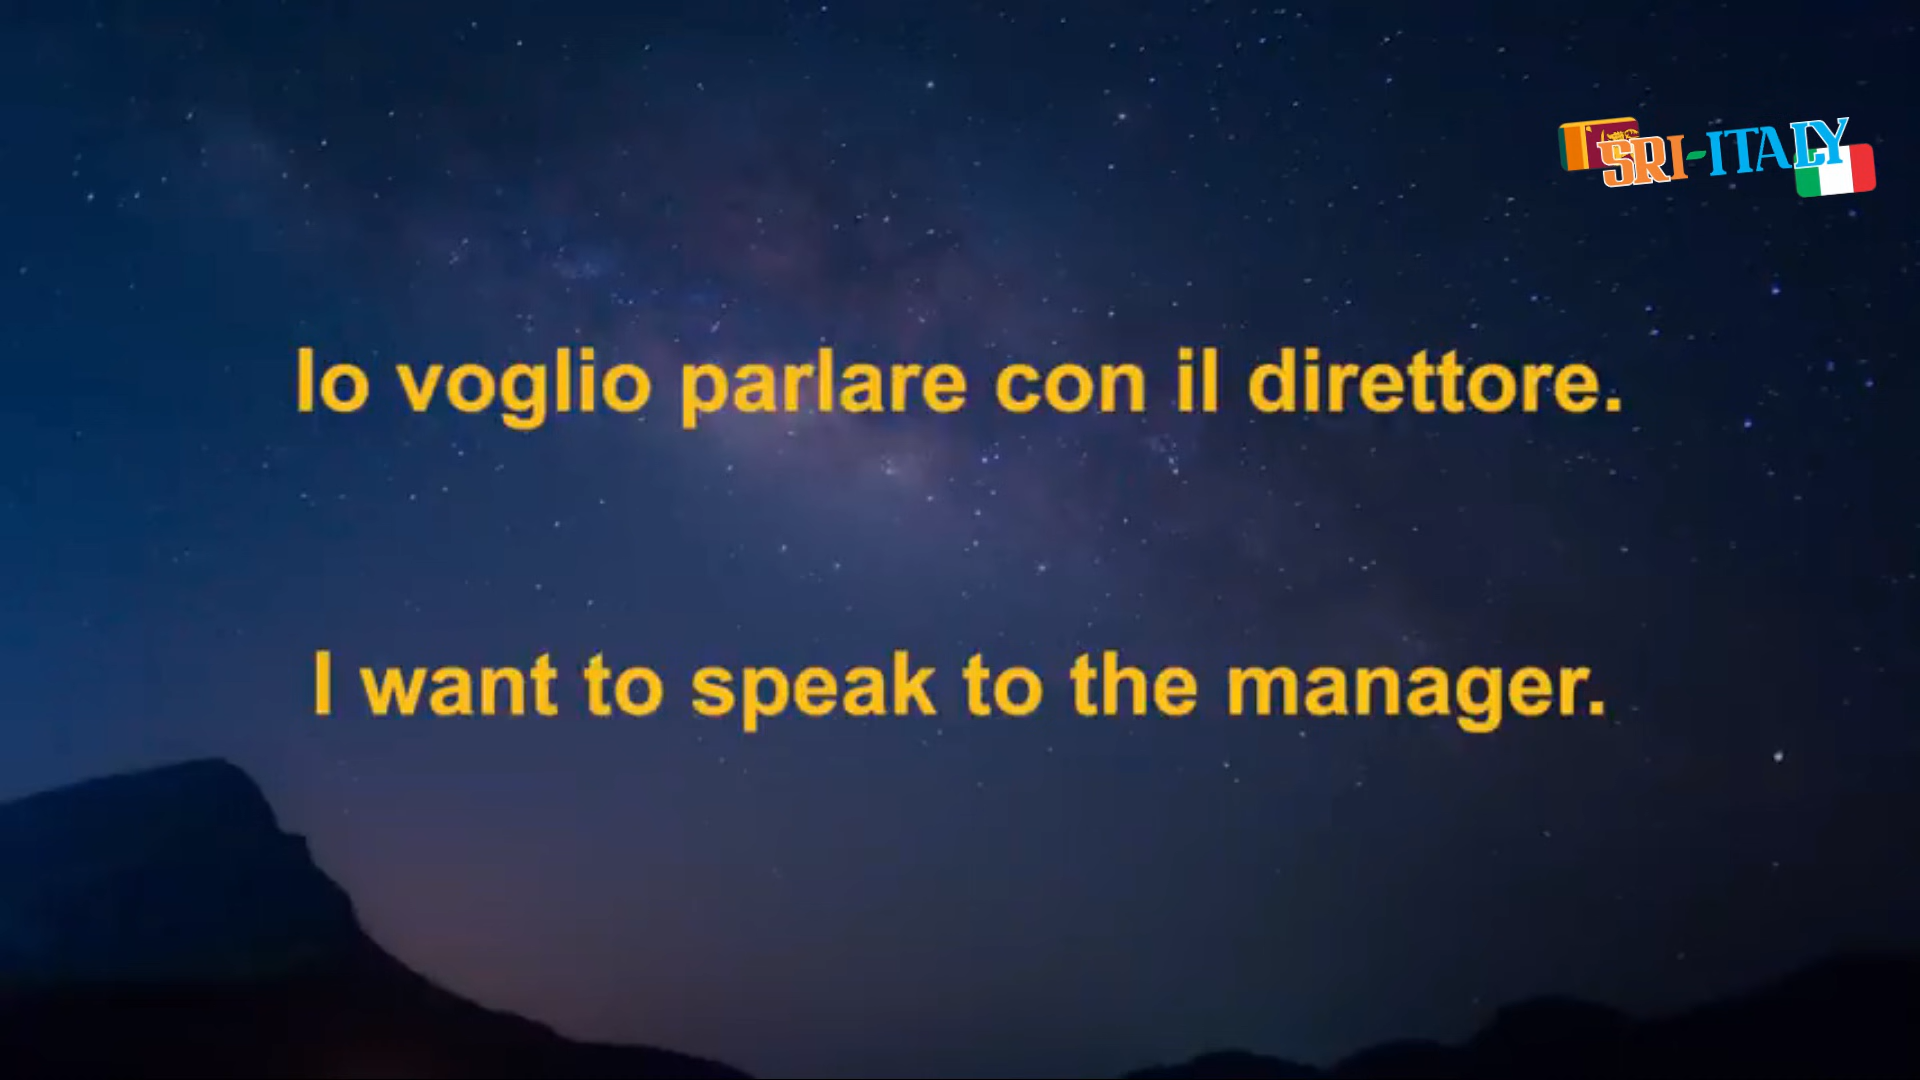 SRI-ITALY
Io voglio parlare con il direttore.
I want to speak to the manager.